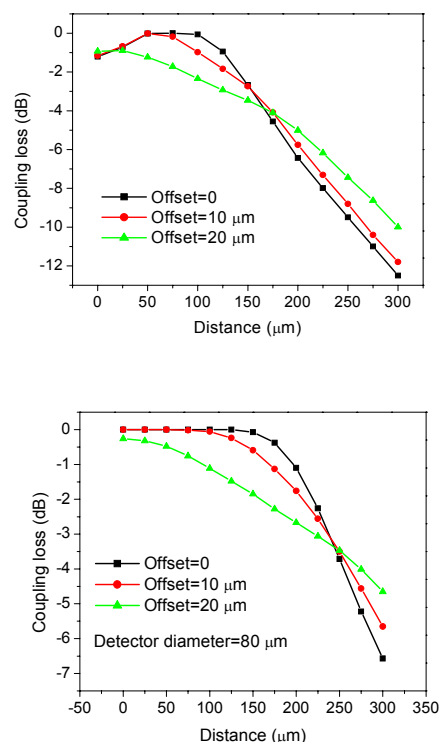 0
-2
-4
-6
-8
-10
-12
Coupling loss (dB)
Offset=0
Offset=10 μm
Offset=20 μm
0 50 100 150 200 250 300
Distance (μm)
0
-1
-2
-3
-4
-5
-6
-7
Coupling loss (dB)
Offset=0
Offset=10 μm
Offset=20 μm
Detector diameter=80 μm
-50 0 50 100 150 200 250 300 350
Distance (μm)